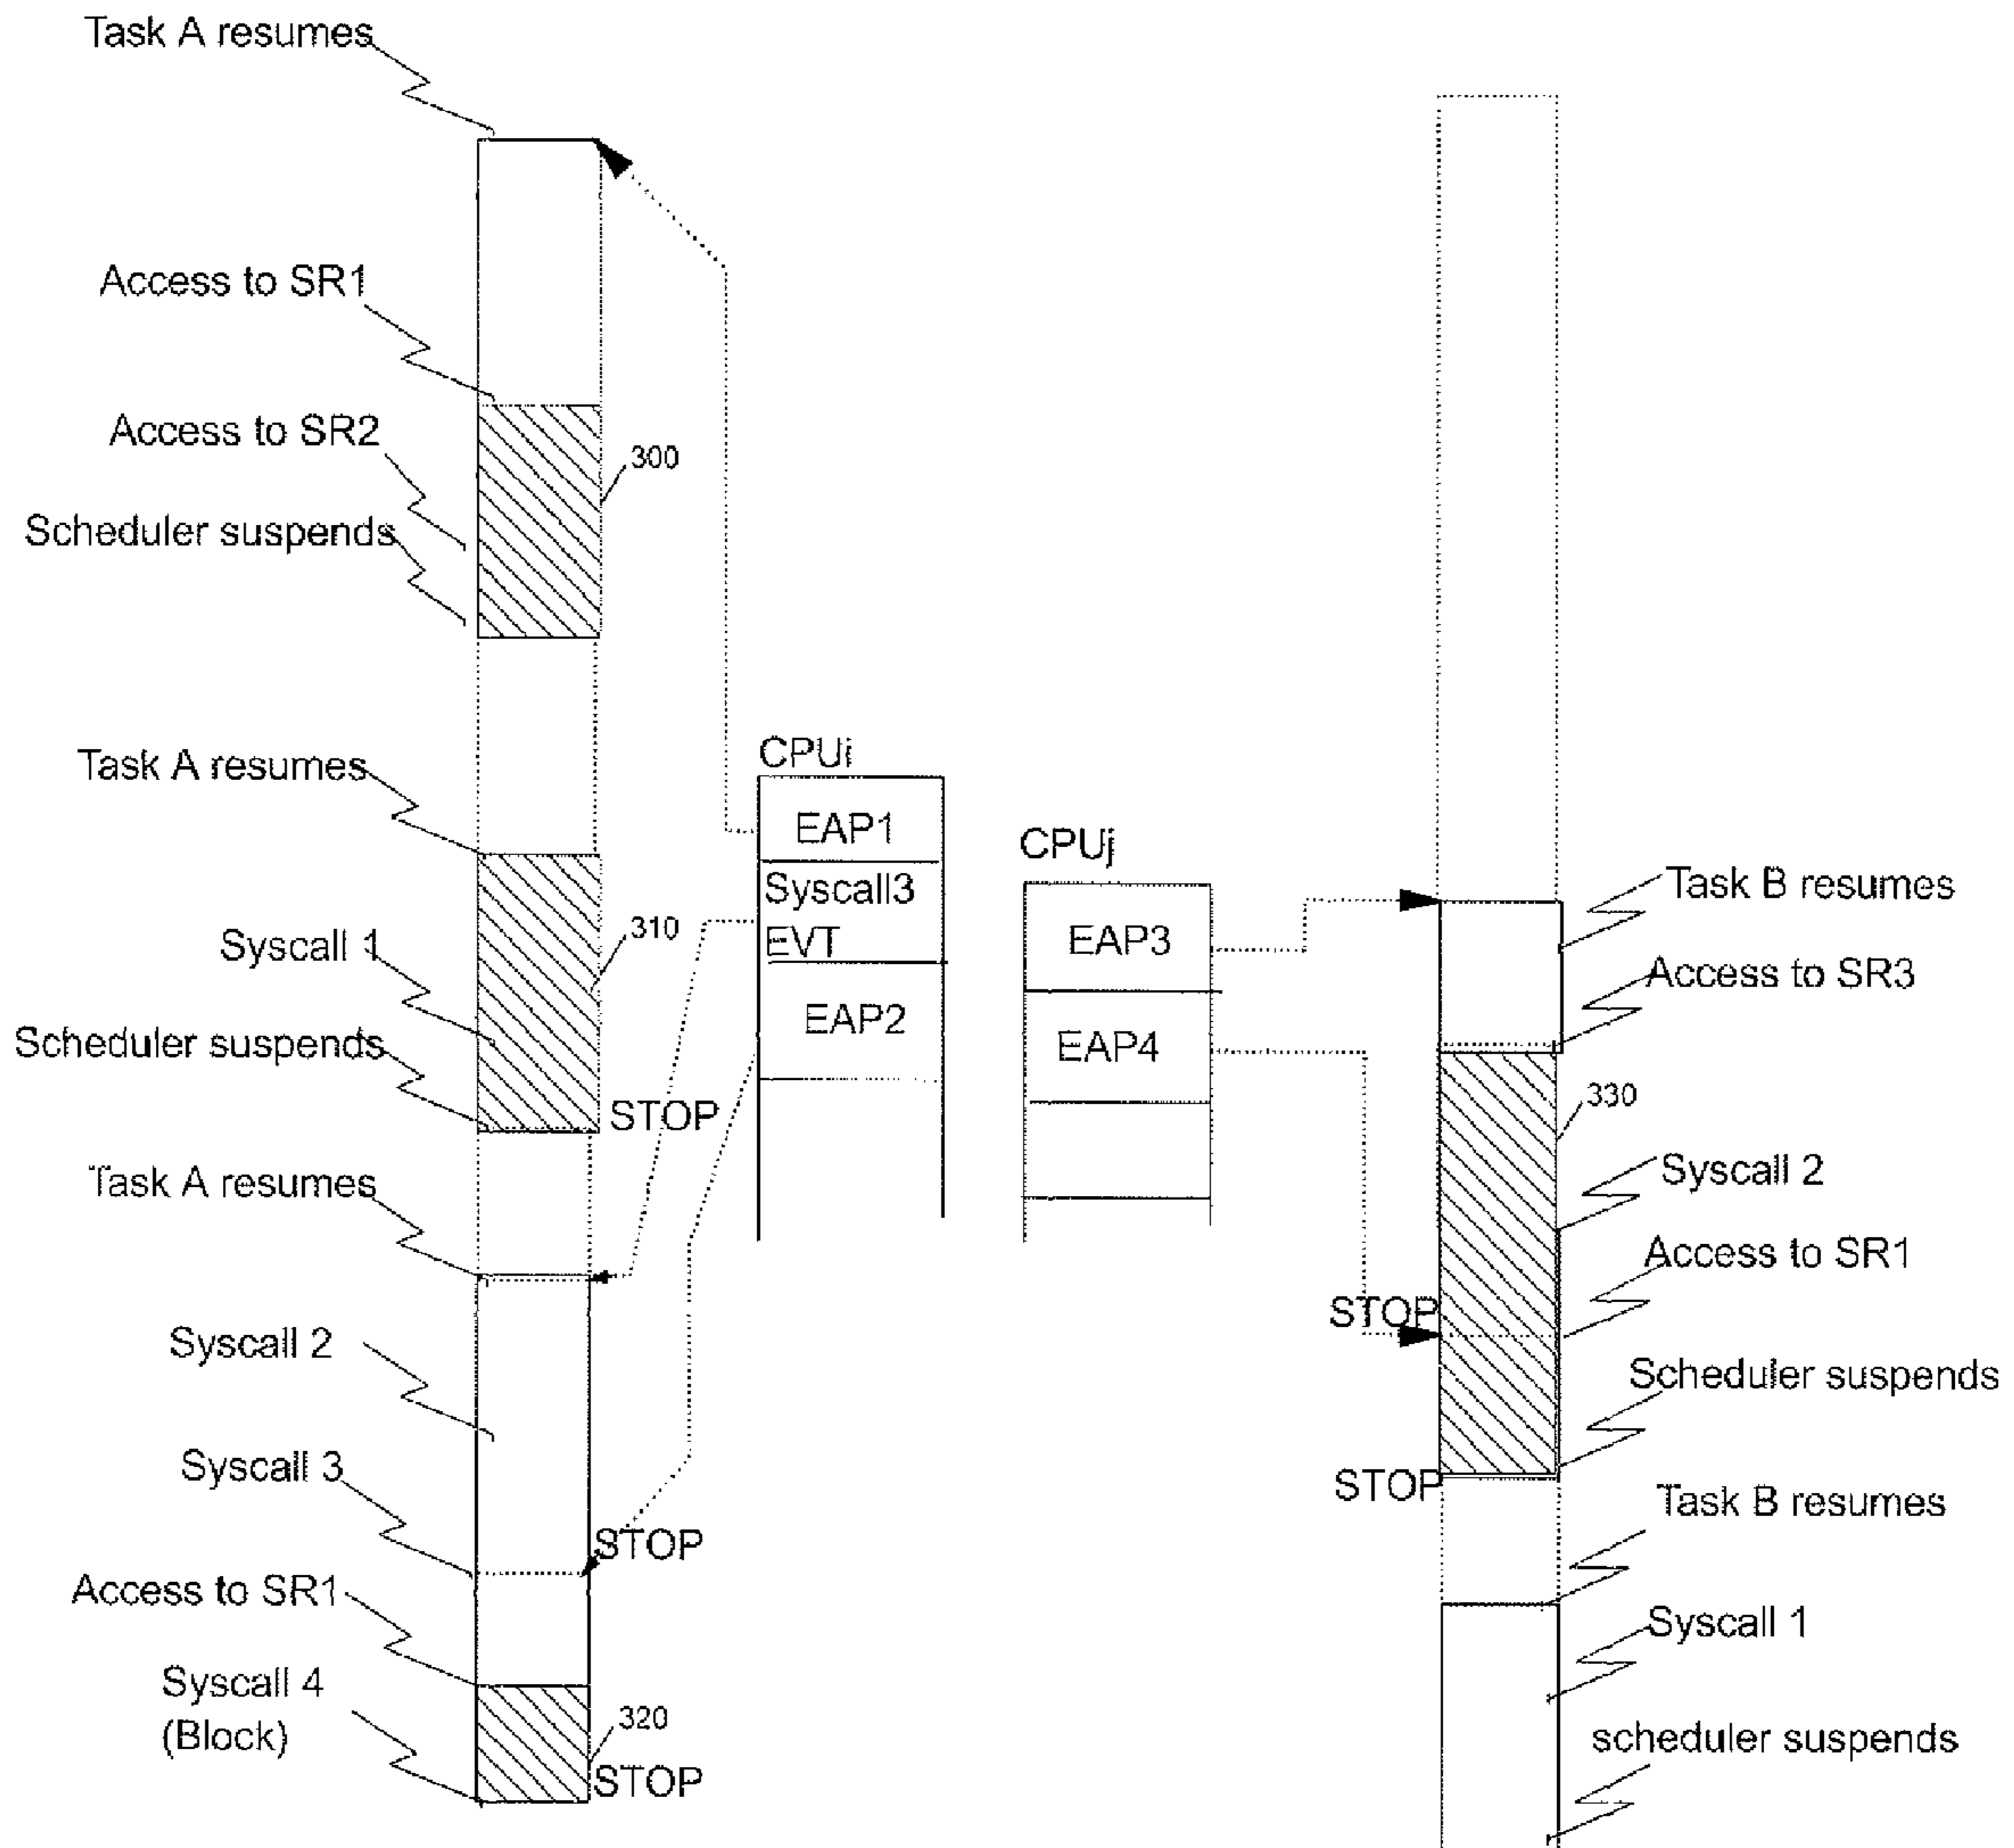 Task A resumes
Access to SR1
Access to SR2
300
Scheduler suspends
Task A resumes
310
Syscall 1
Scheduler suspends
STOP
Task A resumes
Syscall 2
Syscall 3
STOP
Access to SR1
Syscall 4
(Block)
320
STOP
CPUi
EAP1
Syscall3
EVT
EAP2
CPUj
EAP3
EAP4
Task B resumes
Access to SR3
330
Syscall 2
Access to SR1
STOP
Scheduler suspends
STOP
Task B resumes
Syscall 1
scheduler suspends